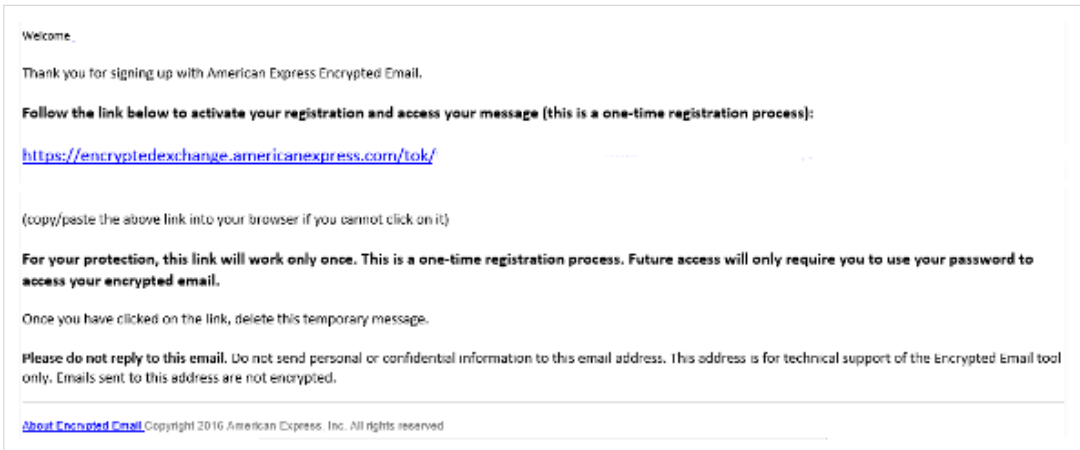 Welcome
Thank you for signing up with American Express Encrypted Email.
Follow the link below to activate your registration and access your message (this is a one-time registration process):
https://encryptedexchange.americanexpress.com/tok/
(copy/paste the above link into your browser if you cannot click on it)
For your protection, this link will work only once. This is a one-time registration process. Future access will only require you to use your password to
access your encrypted email.
Once you have clicked on the link, delete this temporary message.
Please do not reply to this email. Do not send personal or confidential information to this email address. This address is for technical support of the Encrypted Email tool
only. Emails sent to this address are not encrypted.
About Encrypted Email Copyright 2016 American Express, Inc. All rights reserved